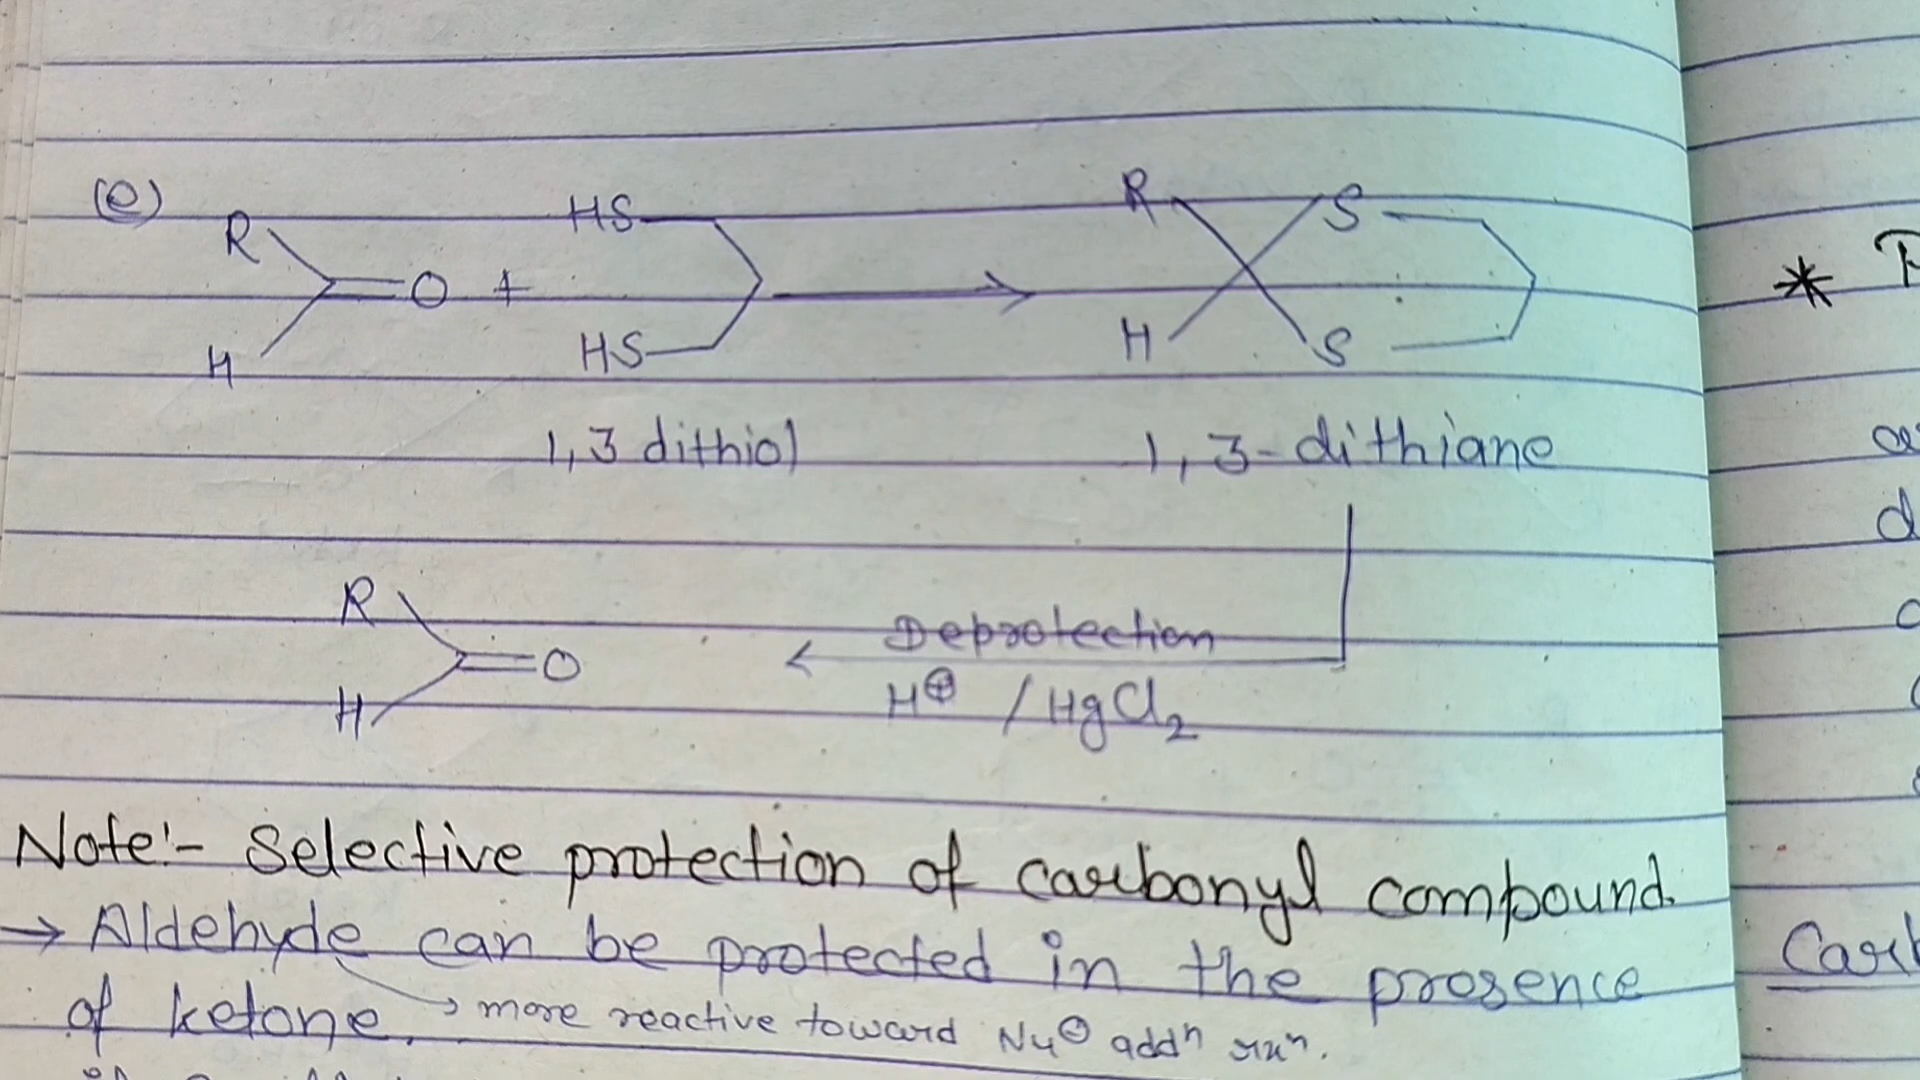 (e)
R HS R S
=O +
H HS H S
1,3 dithiol 1,3-dithiane
R
Deprotection
=O
H H⊕ / HgCl₂
Note:- Selective protection of carbonyl compound.
→ Aldehyde can be protected in the presence
of ketone. → more reactive toward Nu⊖ addⁿ rxⁿ.
*
d
Carb